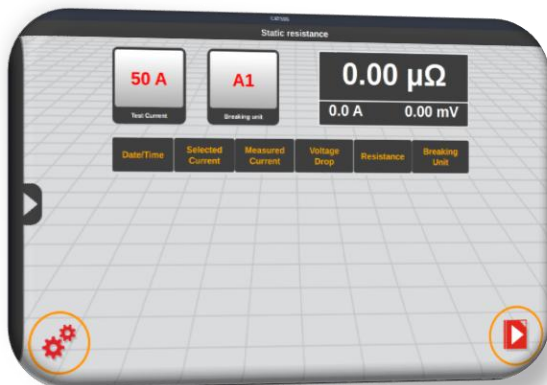 Static resistance
50 A
Test Current
A1
Breaking unit
0.00 µΩ
0.0 A 0.00 mV
Date/Time
Selected
Current
Measured
Current
Voltage
Drop
Resistance
Breaking
Unit